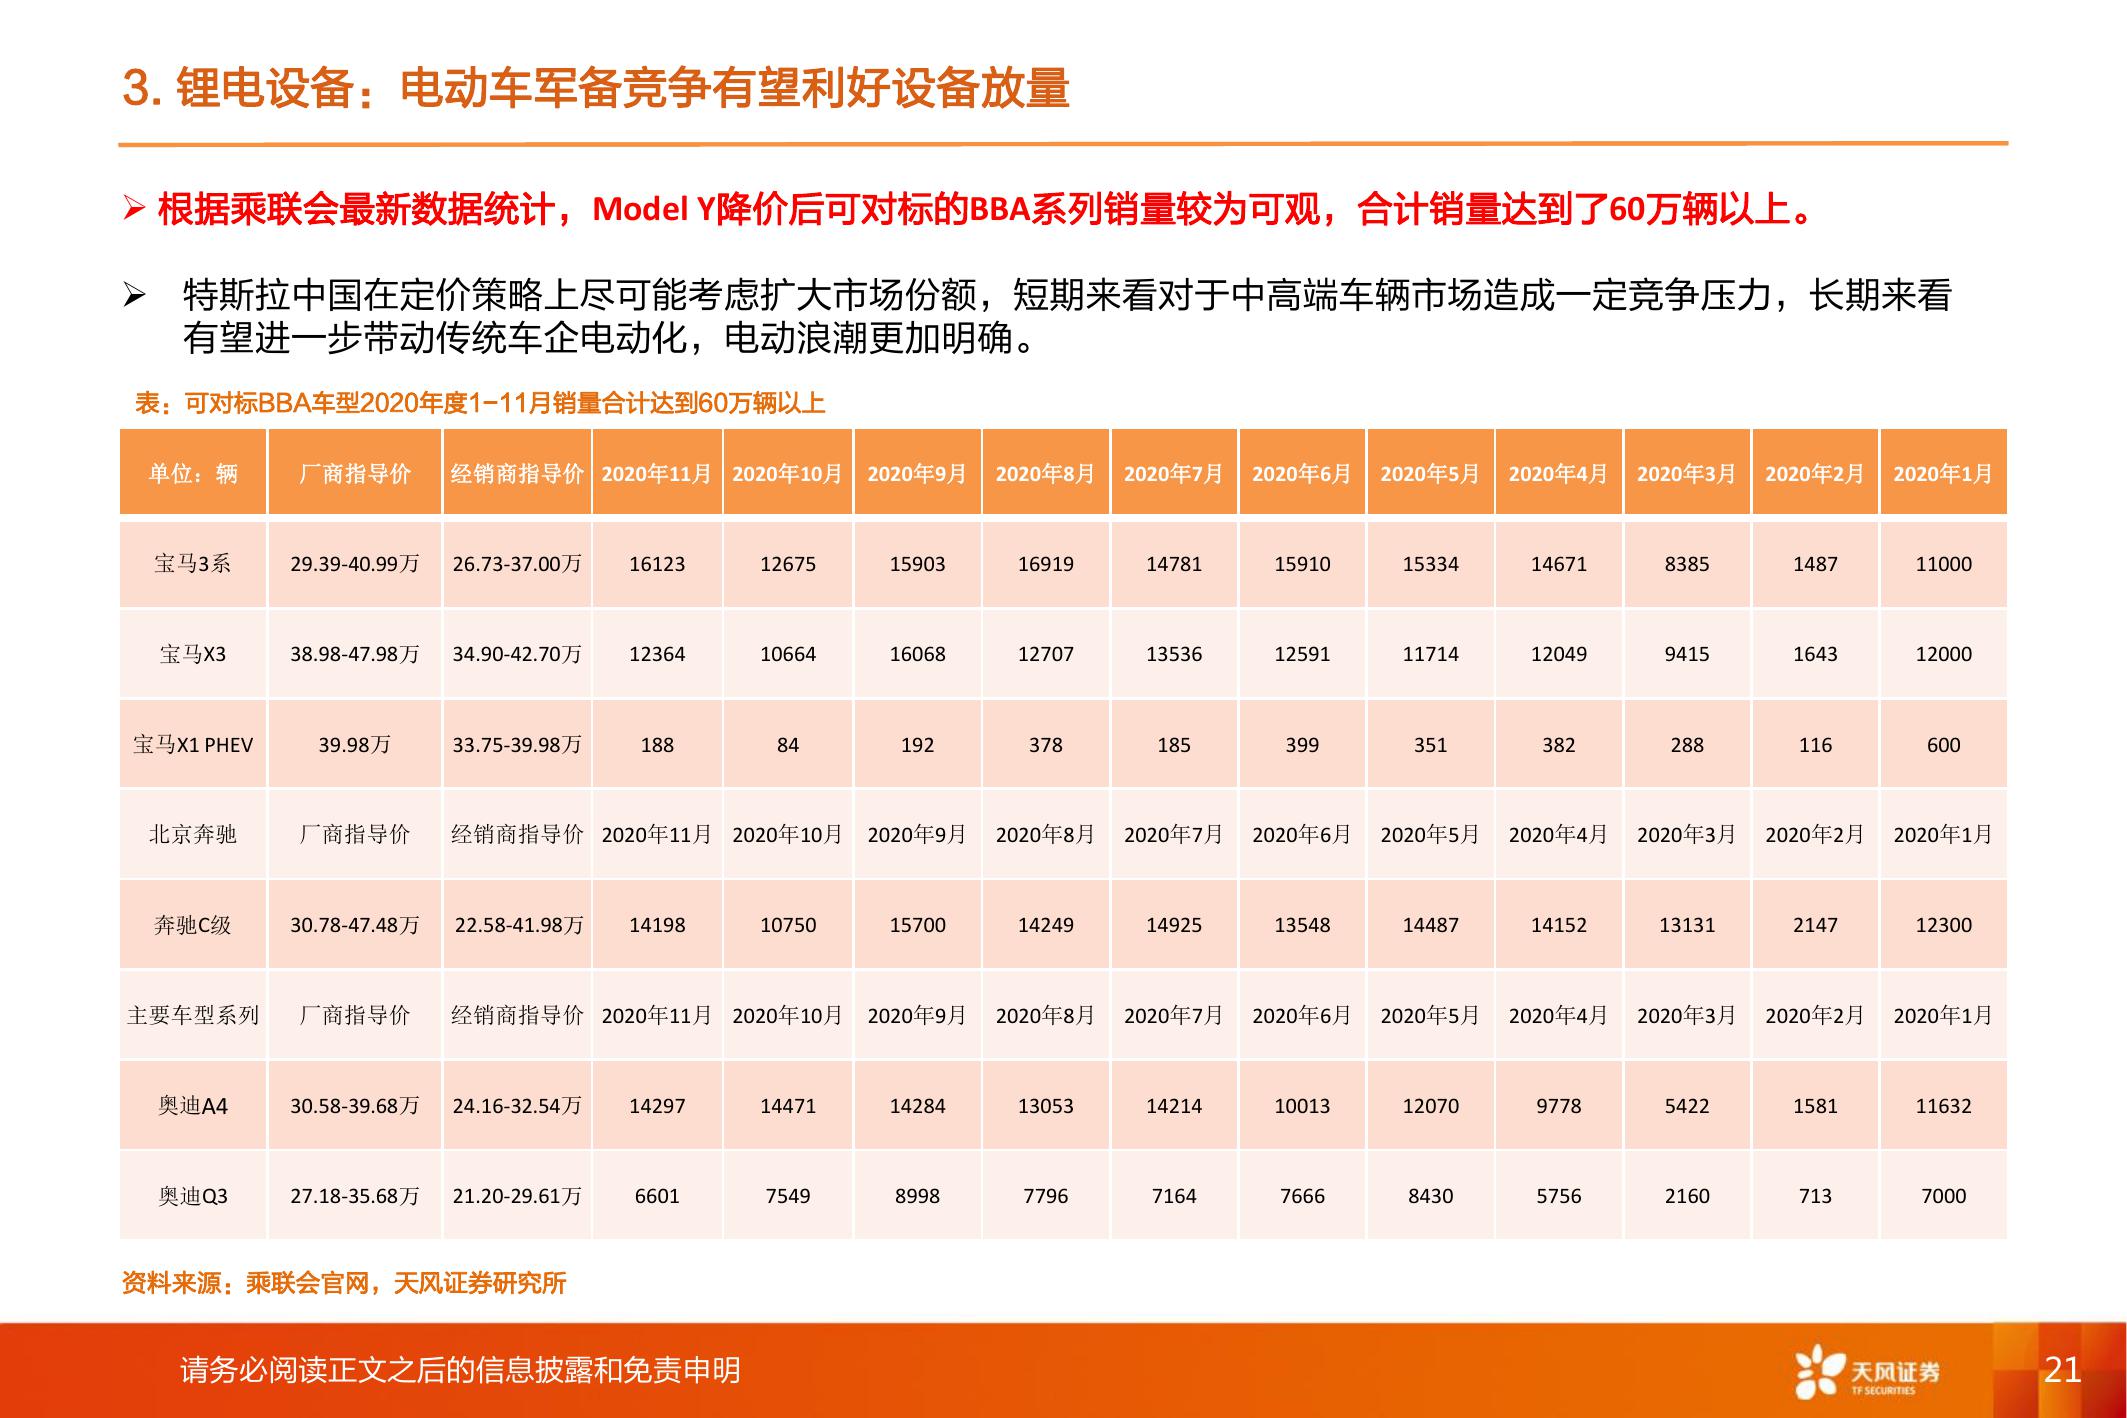 3. 锂电设备：电动车军备竞争有望利好设备放量
➢ 根据乘联会最新数据统计，Model Y降价后可对标的BBA系列销量较为可观，合计销量达到了60万辆以上。
➢ 特斯拉中国在定价策略上尽可能考虑扩大市场份额，短期来看对于中高端车辆市场造成一定竞争压力，长期来看
有望进一步带动传统车企电动化，电动浪潮更加明确。
表：可对标BBA车型2020年度1-11月销量合计达到60万辆以上
单位：辆 厂商指导价 经销商指导价 2020年11月 2020年10月 2020年9月 2020年8月 2020年7月 2020年6月 2020年5月 2020年4月 2020年3月 2020年2月 2020年1月
宝马3系 29.39-40.99万 26.73-37.00万 16123 12675 15903 16919 14781 15910 15334 14671 8385 1487 11000
宝马X3 38.98-47.98万 34.90-42.70万 12364 10664 16068 12707 13536 12591 11714 12049 9415 1643 12000
宝马X1 PHEV 39.98万 33.75-39.98万 188 84 192 378 185 399 351 382 288 116 600
北京奔驰 厂商指导价 经销商指导价 2020年11月 2020年10月 2020年9月 2020年8月 2020年7月 2020年6月 2020年5月 2020年4月 2020年3月 2020年2月 2020年1月
奔驰C级 30.78-47.48万 22.58-41.98万 14198 10750 15700 14249 14925 13548 14487 14152 13131 2147 12300
主要车型系列 厂商指导价 经销商指导价 2020年11月 2020年10月 2020年9月 2020年8月 2020年7月 2020年6月 2020年5月 2020年4月 2020年3月 2020年2月 2020年1月
奥迪A4 30.58-39.68万 24.16-32.54万 14297 14471 14284 13053 14214 10013 12070 9778 5422 1581 11632
奥迪Q3 27.18-35.68万 21.20-29.61万 6601 7549 8998 7796 7164 7666 8430 5756 2160 713 7000
资料来源：乘联会官网，天风证券研究所
请务必阅读正文之后的信息披露和免责申明
天风证券
TF SECURITIES
21